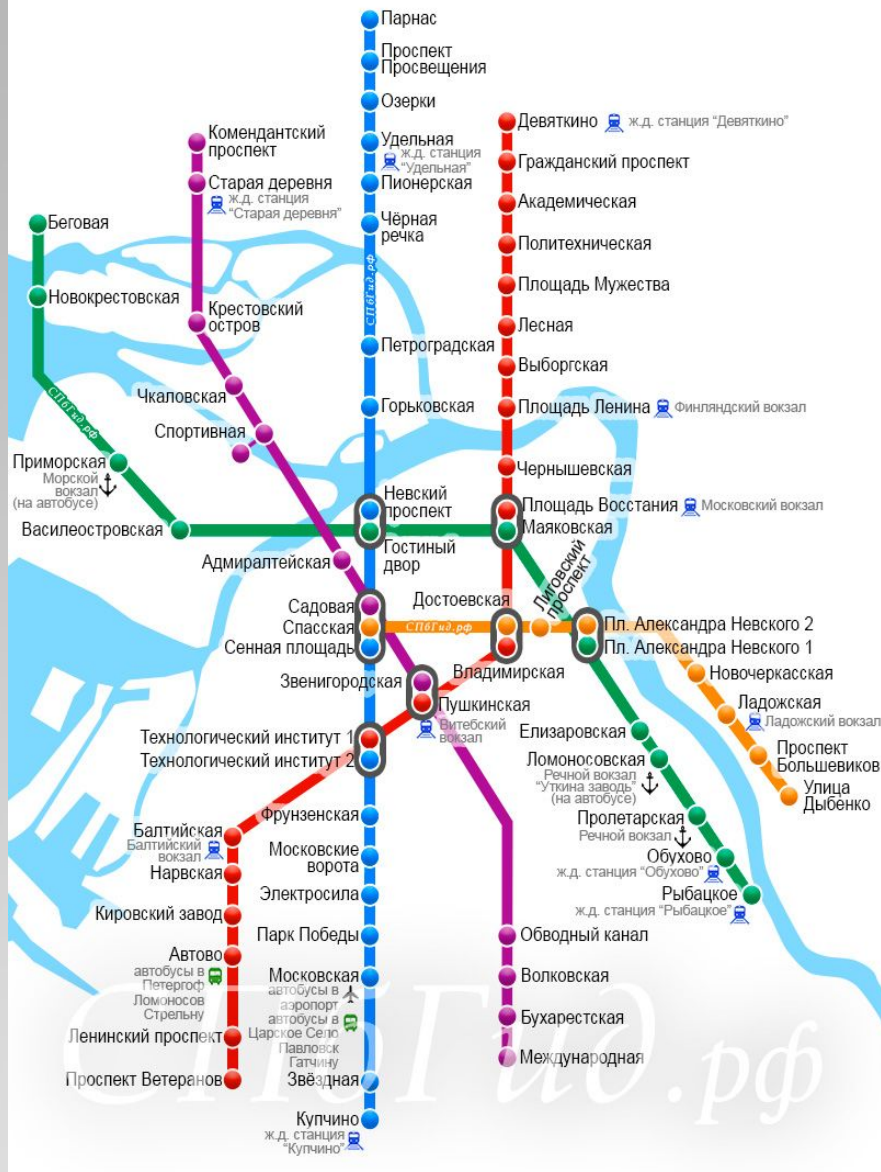 Парнас
Проспект
Просвещения
Озерки
Удельная
ж.д. станция
"Удельная"
Пионерская
Чёрная
речка
Петроградская
Горьковская
Невский
проспект
Гостиный
двор
Девяткино
ж.д. станция "Девяткино"
Гражданский проспект
Академическая
Политехническая
Площадь Мужества
Лесная
Выборгская
Площадь Ленина
Финляндский вокзал
Чернышевская
Площадь Восстания
Московский вокзал
Маяковская
Комендантский
проспект
Старая деревня
ж.д. станция
"Старая деревня"
Крестовский
остров
Чкаловская
Спортивная
Адмиралтейская
Беговая
Новокрестовская
СПбГид.рф
СПбГид.рф
Приморская
Морской
вокзал
(на автобусе)
Василеостровская
Садовая
Спасская
Сенная площадь
СПбГид.рф
Достоевская
Владимирская
Лиговский
проспект
Пл. Александра Невского 2
Пл. Александра Невского 1
Звенигородская
Пушкинская
Витебский
вокзал
Новочеркасская
Ладожская
Ладожский вокзал
Проспект
Большевиков
Улица
Дыбенко
Елизаровская
Ломоносовская
Речной вокзал
"Уткина заводь"
(на автобусе)
Пролетарская
Речной вокзал
Обухово
ж.д. станция "Обухово"
Рыбацкое
ж.д. станция "Рыбацкое"
Технологический институт 1
Технологический институт 2
Фрунзенская
Московские
ворота
Электросила
Парк Победы
Московская
автобусы в
аэропорт
автобусы в
Царское Село
Павловск
Гатчину
Звёздная
Купчино
ж.д. станция
"Купчино"
Балтийская
Балтийский
вокзал
Нарвская
Кировский завод
Автово
автобусы в
Петергоф
Ломоносов
Стрельну
Ленинский проспект
Проспект Ветеранов
Обводный канал
Волковская
Бухарестская
Международная
СПбГид.рф